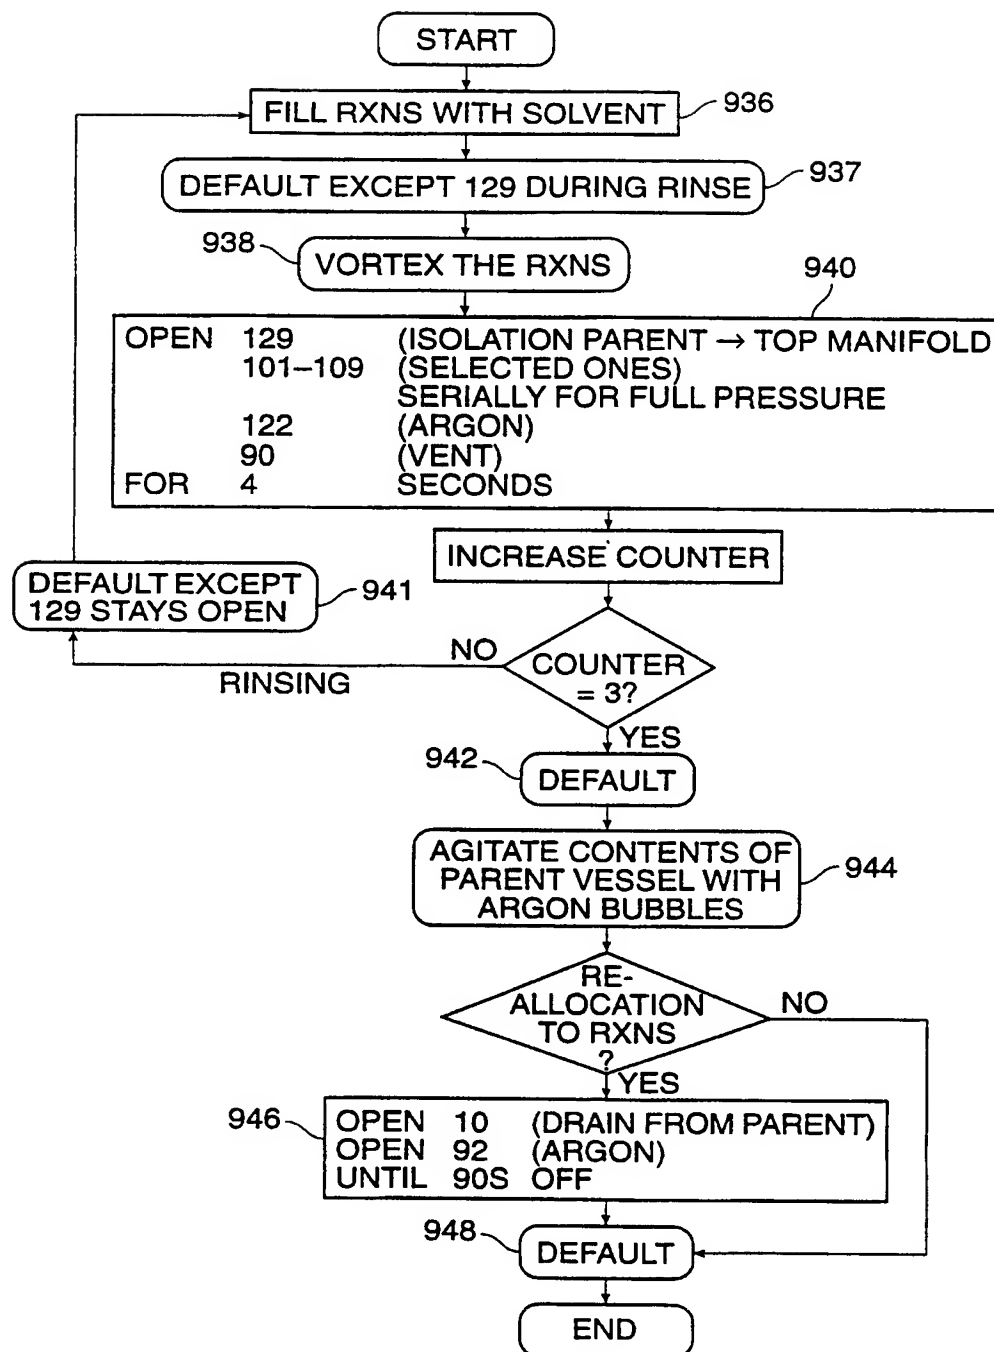 START
FILL RXNS WITH SOLVENT
936
DEFAULT EXCEPT 129 DURING RINSE
937
938
VORTEX THE RXNS
940
OPEN 129 (ISOLATION PARENT → TOP MANIFOLD
101–109 (SELECTED ONES)
SERIALLY FOR FULL PRESSURE
122 (ARGON)
90 (VENT)
FOR 4 SECONDS
INCREASE COUNTER
DEFAULT EXCEPT
129 STAYS OPEN
941
NO
RINSING
COUNTER
= 3?
YES
942
DEFAULT
AGITATE CONTENTS OF
PARENT VESSEL WITH
ARGON BUBBLES
944
RE-
ALLOCATION
TO RXNS
?
NO
YES
946
OPEN 10 (DRAIN FROM PARENT)
OPEN 92 (ARGON)
UNTIL 90S OFF
948
DEFAULT
END